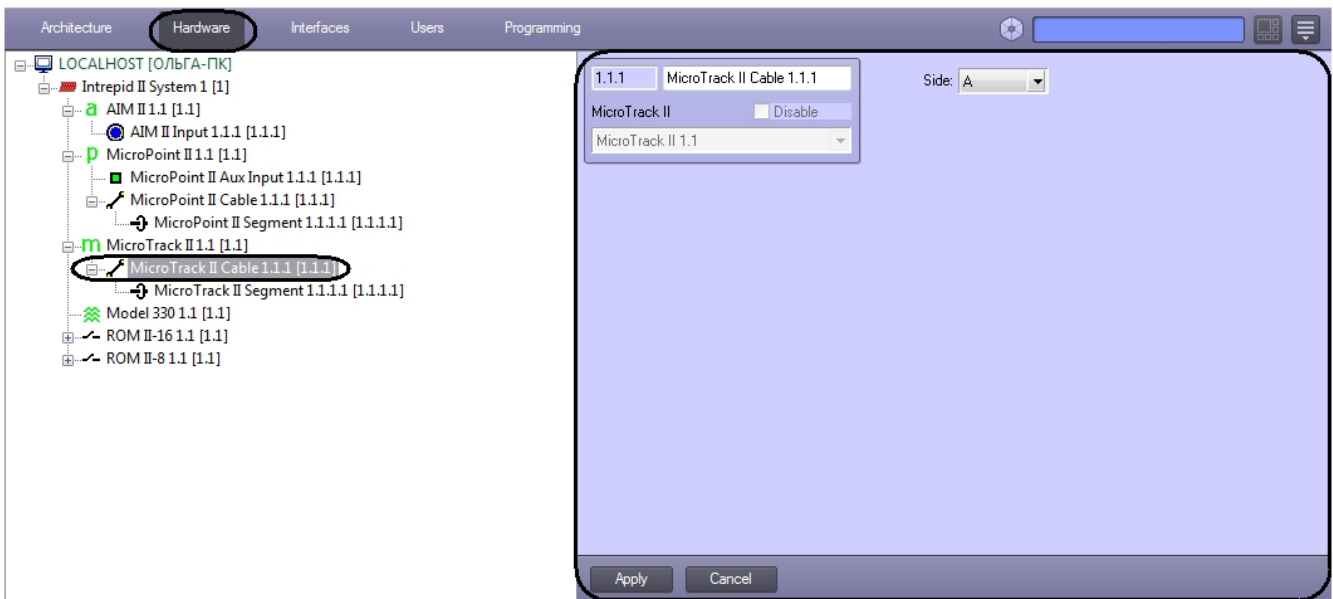 Architecture Hardware Interfaces Users Programming
LOCALHOST [ОЛЬГА-ПК]
Intrepid II System 1 [1]
a AIM II 1.1 [1.1]
AIM II Input 1.1.1 [1.1.1]
p MicroPoint II 1.1 [1.1]
MicroPoint II Aux Input 1.1.1 [1.1.1]
MicroPoint II Cable 1.1.1 [1.1.1]
MicroPoint II Segment 1.1.1.1 [1.1.1.1]
m MicroTrack II 1.1 [1.1]
MicroTrack II Cable 1.1.1 [1.1.1]
MicroTrack II Segment 1.1.1.1 [1.1.1.1]
Model 330 1.1 [1.1]
ROM II-16 1.1 [1.1]
ROM II-8 1.1 [1.1]
1.1.1 MicroTrack II Cable 1.1.1 Side: A
MicroTrack II Disable
MicroTrack II 1.1
Apply Cancel